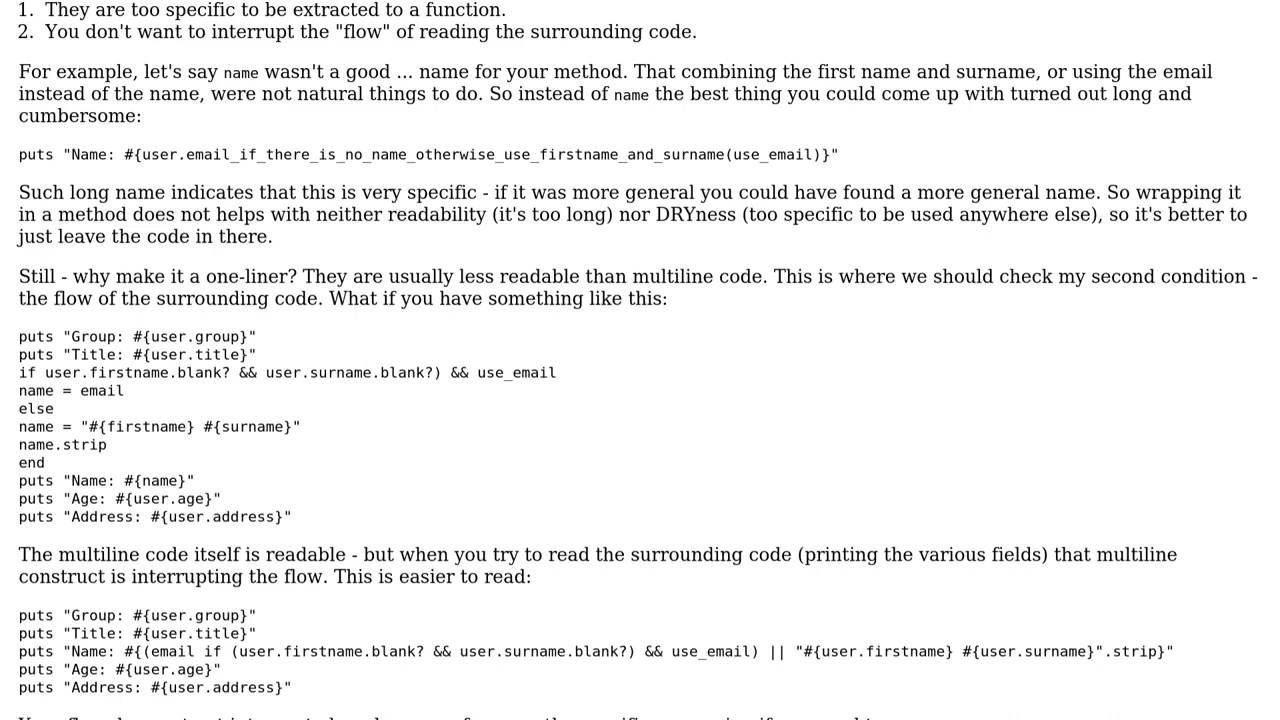 1. They are too specific to be extracted to a function.
2. You don't want to interrupt the "flow" of reading the surrounding code.
For example, let's say name wasn't a good ... name for your method. That combining the first name and surname, or using the email
instead of the name, were not natural things to do. So instead of name the best thing you could come up with turned out long and
cumbersome:
puts "Name: #{user.email_if_there_is_no_name_otherwise_use_firstname_and_surname(use_email)}"
Such long name indicates that this is very specific - if it was more general you could have found a more general name. So wrapping it
in a method does not helps with neither readability (it's too long) nor DRYness (too specific to be used anywhere else), so it's better to
just leave the code in there.
Still - why make it a one-liner? They are usually less readable than multiline code. This is where we should check my second condition -
the flow of the surrounding code. What if you have something like this:
puts "Group: #{user.group}"
puts "Title: #{user.title}"
if user.firstname.blank? && user.surname.blank?) && use_email
name = email
else
name = "#{firstname} #{surname}"
name.strip
end
puts "Name: #{name}"
puts "Age: #{user.age}"
puts "Address: #{user.address}"
The multiline code itself is readable - but when you try to read the surrounding code (printing the various fields) that multiline
construct is interrupting the flow. This is easier to read:
puts "Group: #{user.group}"
puts "Title: #{user.title}"
puts "Name: #{(email if (user.firstname.blank? && user.surname.blank?) && use_email) || "#{user.firstname} #{user.surname}".strip}"
puts "Age: #{user.age}"
puts "Address: #{user.address}"